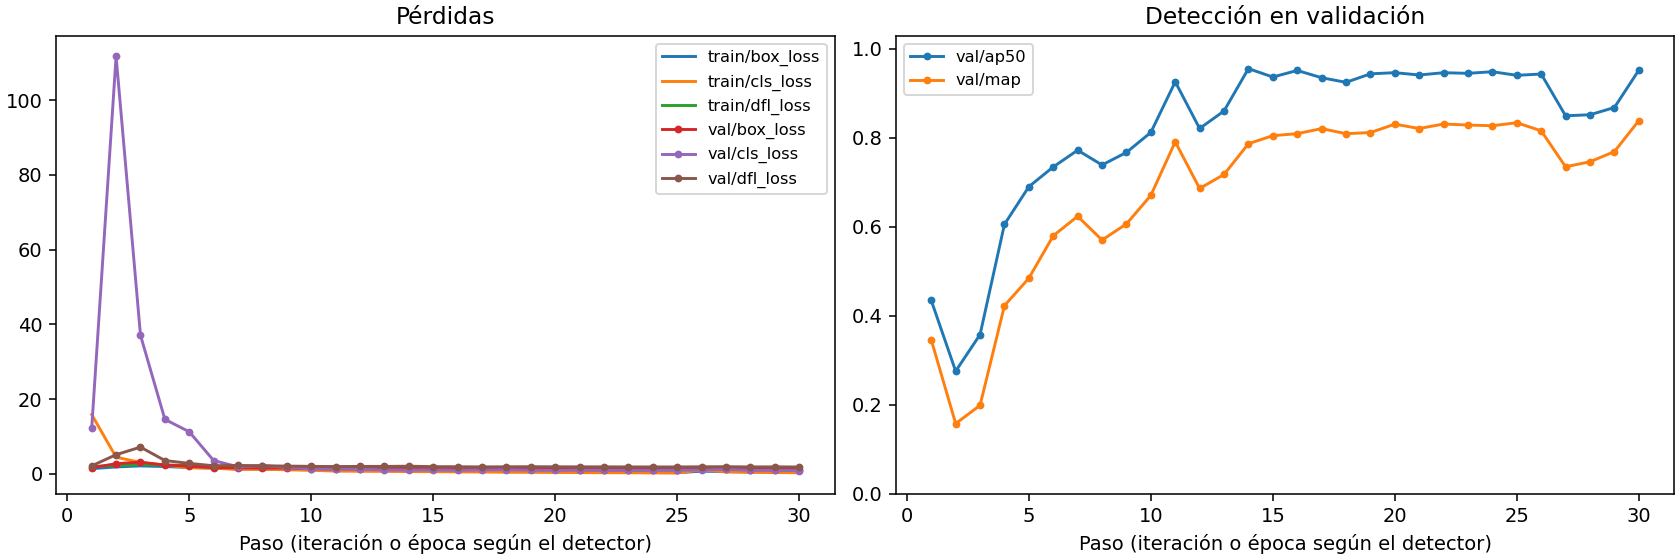 Pérdidas
100
80
60
40
20
0
0 5 10 15 20 25 30
Paso (iteración o época según el detector)
train/box_loss
train/cls_loss
train/dfl_loss
val/box_loss
val/cls_loss
val/dfl_loss
Detección en validación
1.0
0.8
0.6
0.4
0.2
0.0
0 5 10 15 20 25 30
Paso (iteración o época según el detector)
val/ap50
val/map